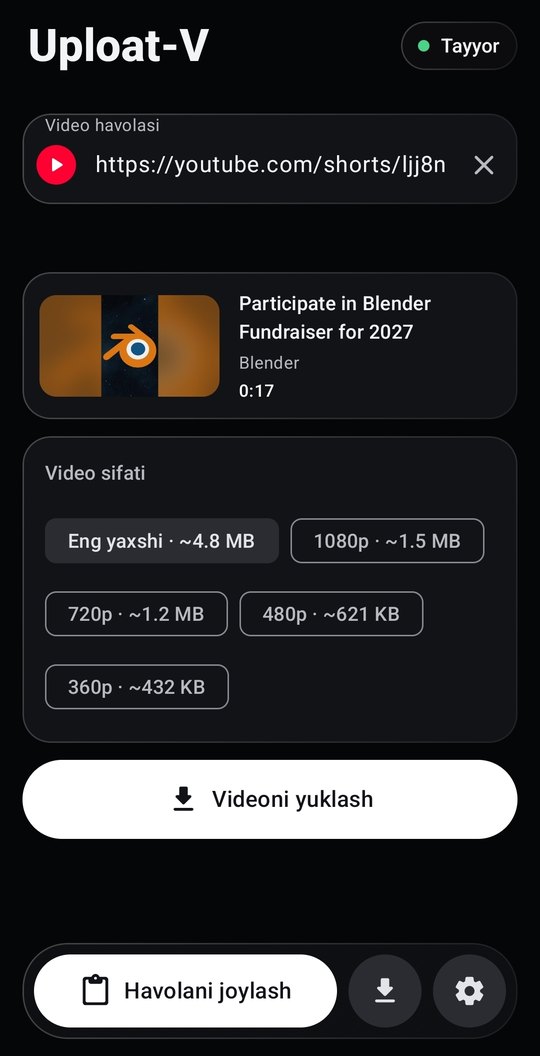 Uploat-V
Tayyor
Video havolasi
https://youtube.com/shorts/ljj8n
Participate in Blender
Fundraiser for 2027
Blender
0:17
Video sifati
Eng yaxshi · ~4.8 MB
1080p · ~1.5 MB
720p · ~1.2 MB
480p · ~621 KB
360p · ~432 KB
Videoni yuklash
Havolani joylash